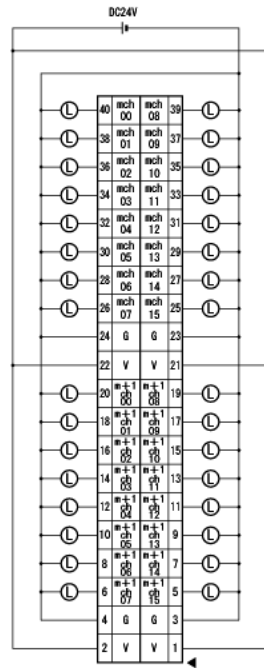 DC24V
L 40 mch 00 mch 08 39 L
L 38 mch 01 mch 09 37 L
L 36 mch 02 mch 10 35 L
L 34 mch 03 mch 11 33 L
L 32 mch 04 mch 12 31 L
L 30 mch 05 mch 13 29 L
L 28 mch 06 mch 14 27 L
L 26 mch 07 mch 15 25 L
24 G G 23
22 V V 21
L 20 m+1 ch 00 m+1 ch 08 19 L
L 18 m+1 ch 01 m+1 ch 09 17 L
L 16 m+1 ch 02 m+1 ch 10 15 L
L 14 m+1 ch 03 m+1 ch 11 13 L
L 12 m+1 ch 04 m+1 ch 12 11 L
L 10 m+1 ch 05 m+1 ch 13 9 L
L 8 m+1 ch 06 m+1 ch 14 7 L
L 6 m+1 ch 07 m+1 ch 15 5 L
4 G G 3
2 V V 1